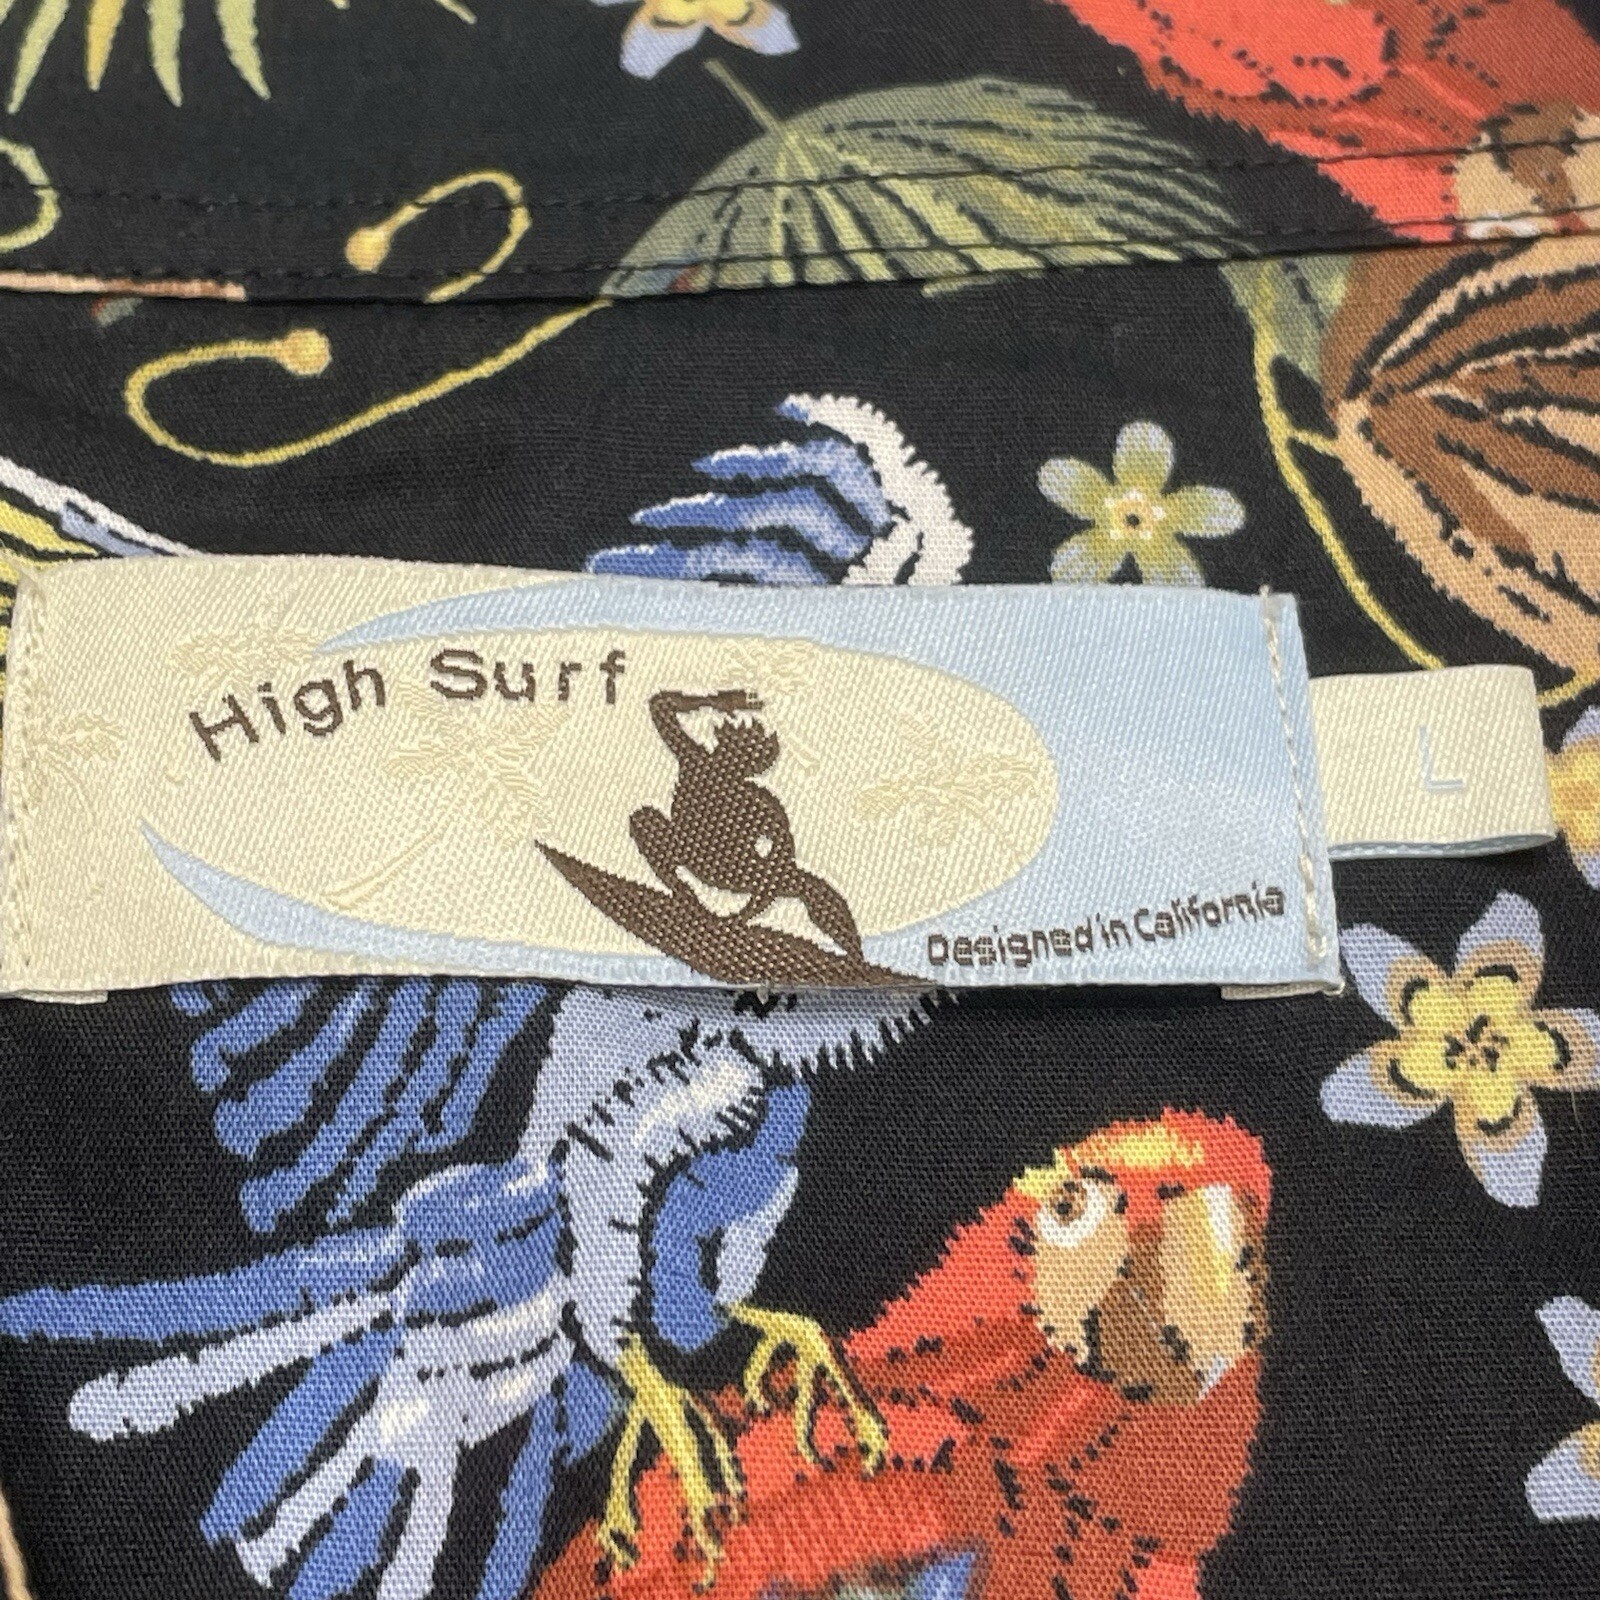 High Surf
L
Designed in California